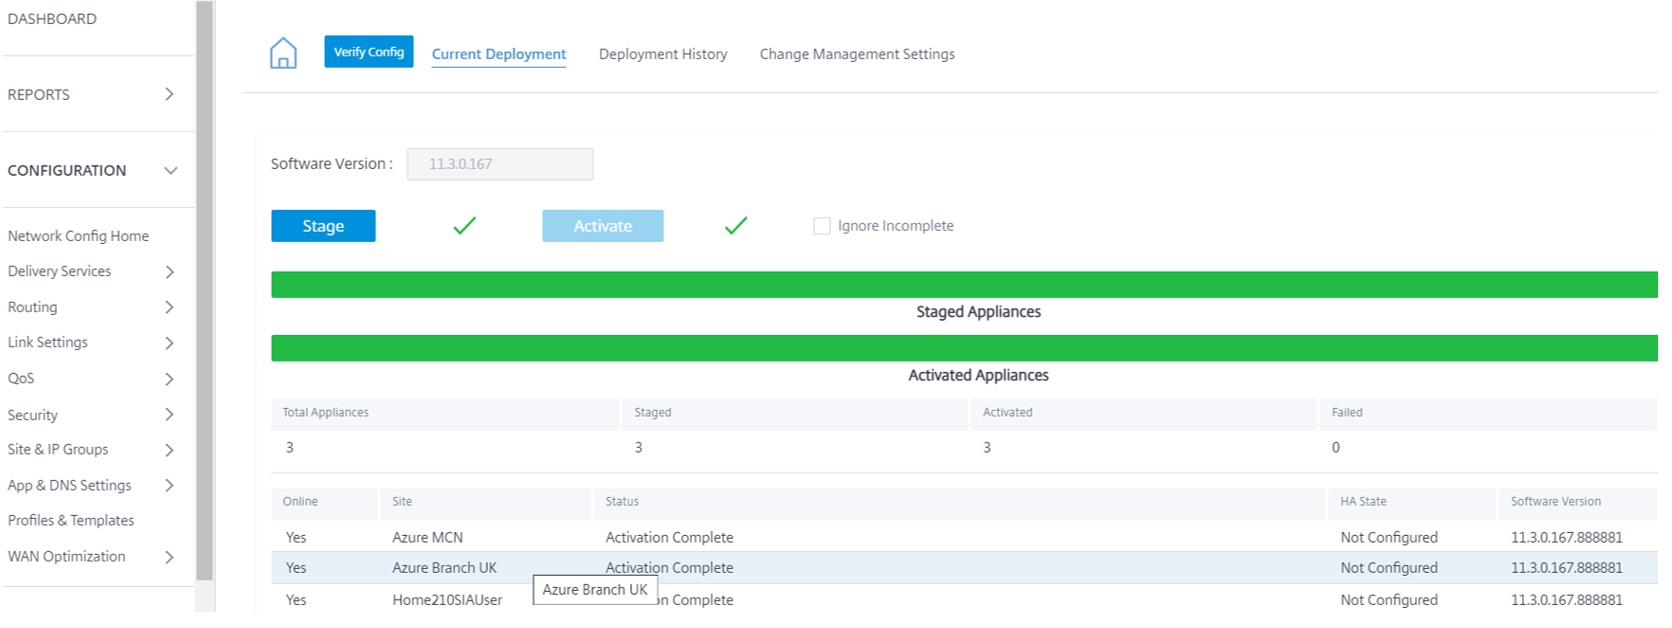 DASHBOARD
REPORTS
CONFIGURATION
Network Config Home
Delivery Services
Routing
Link Settings
QoS
Security
Site & IP Groups
App & DNS Settings
Profiles & Templates
WAN Optimization
Verify Config Current Deployment Deployment History Change Management Settings
Software Version : 11.3.0.167
Stage Activate Ignore Incomplete
Staged Appliances
Activated Appliances
Total Appliances Staged Activated Failed
3 3 3 0
Online Site Status HA State Software Version
Yes Azure MCN Activation Complete Not Configured 11.3.0.167.888881
Yes Azure Branch UK Activation Complete Not Configured 11.3.0.167.888881
Azure Branch UK
Yes Home210SIAUser n Complete Not Configured 11.3.0.167.888881